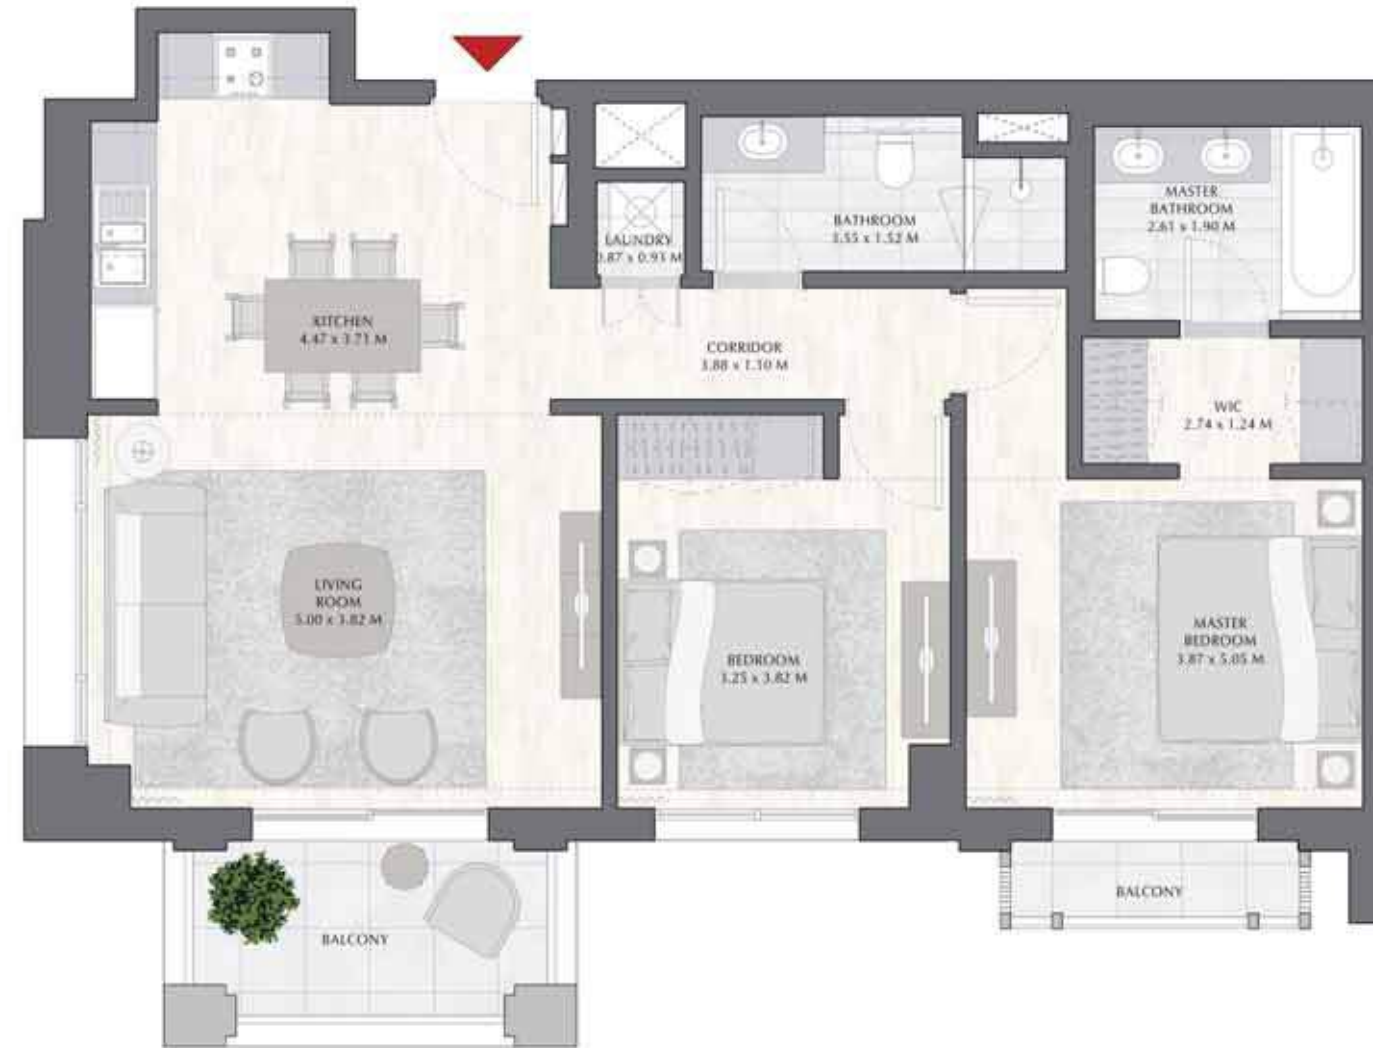 LAUNDRY
0.87 x 0.93 M
BATHROOM
3.55 x 1.52 M
MASTER
BATHROOM
2.61 x 1.90 M
KITCHEN
4.47 x 3.71 M
CORRIDOR
3.88 x 1.10 M
WIC
2.74 x 1.24 M
LIVING
ROOM
5.00 x 3.82 M
BEDROOM
3.25 x 3.82 M
MASTER
BEDROOM
3.87 x 5.05 M
BALCONY
BALCONY